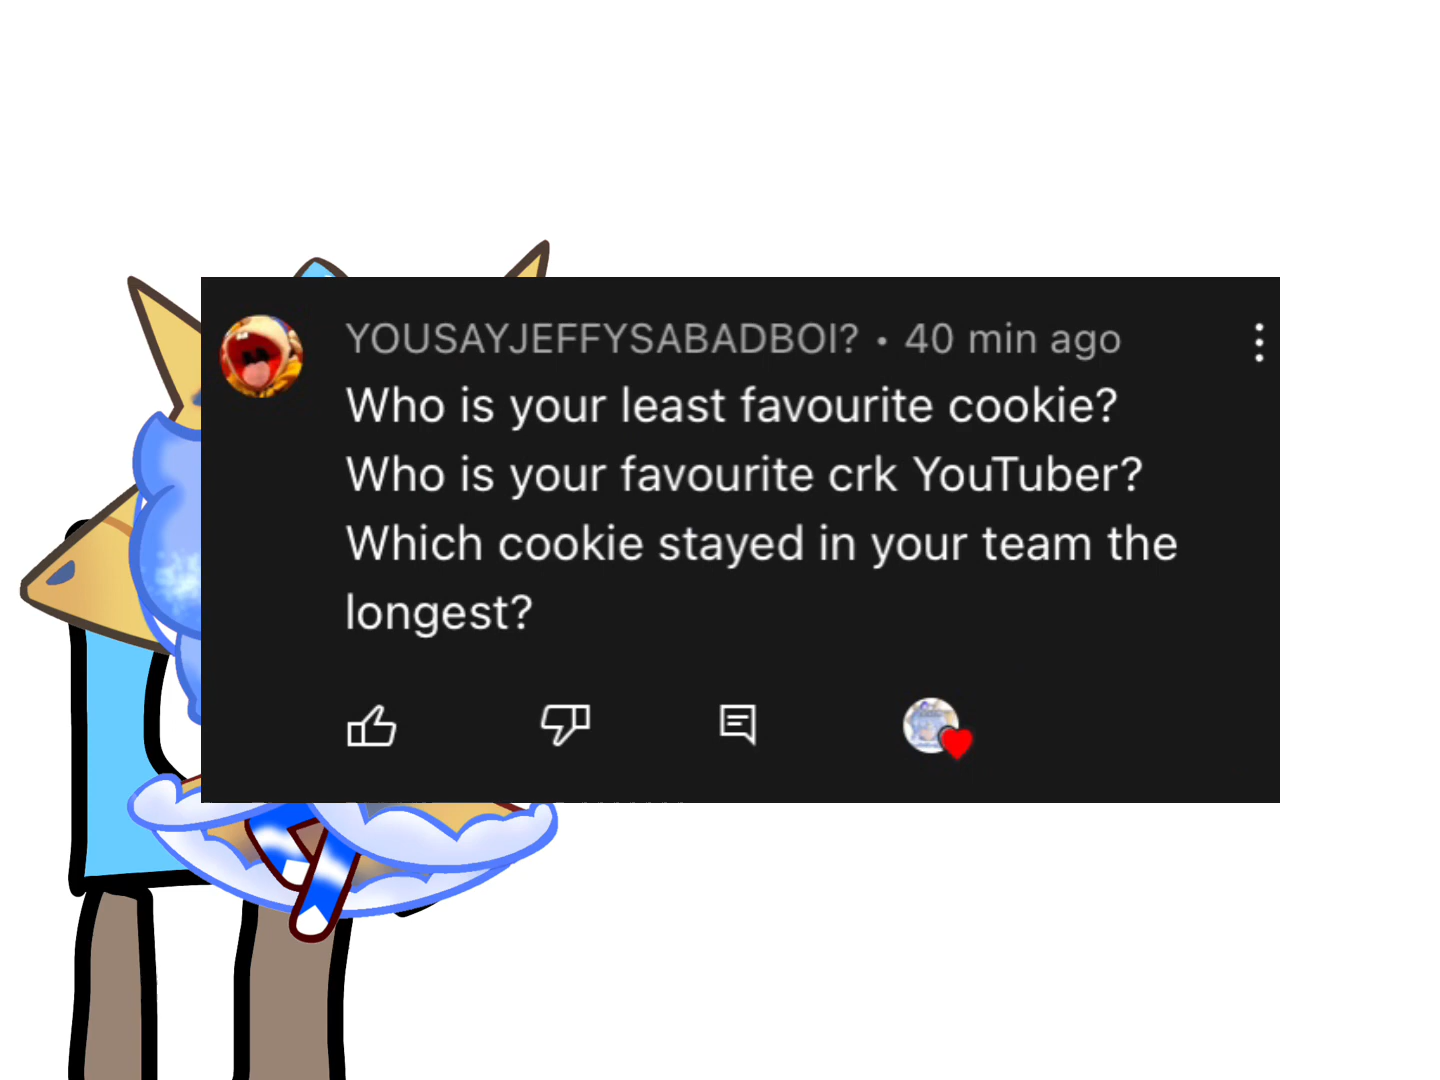 YOUSAYJEFFYSABADBOI? • 40 min ago
Who is your least favourite cookie?
Who is your favourite crk YouTuber?
Which cookie stayed in your team the
longest?